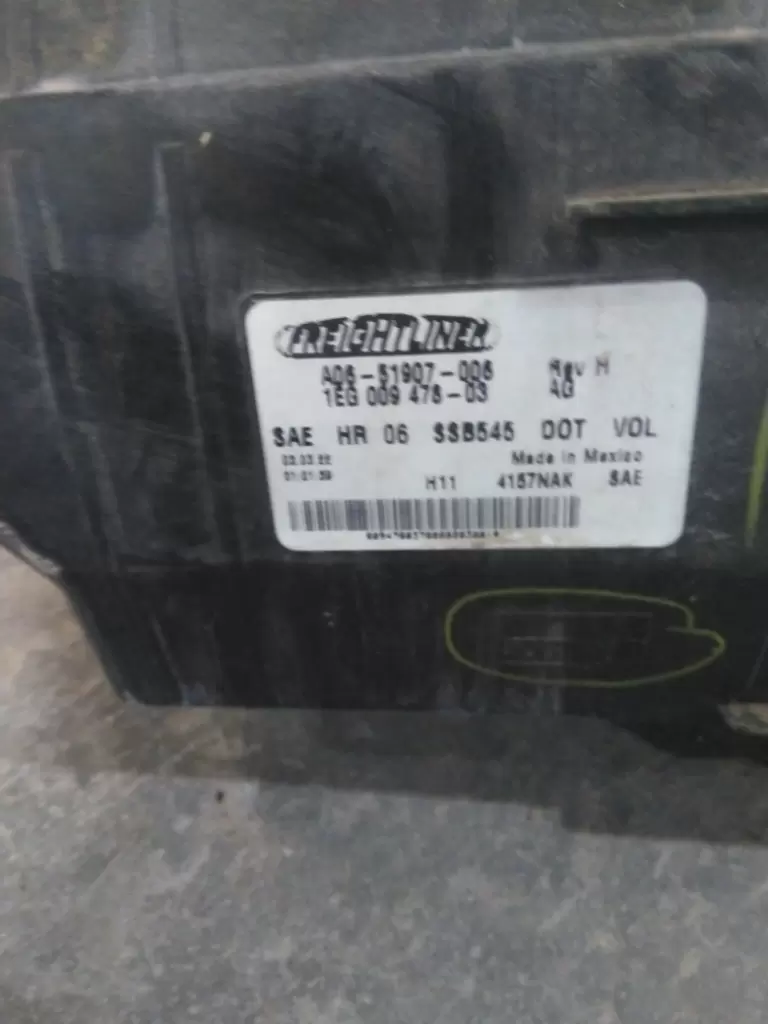 FREIGHTLINER
A06-51907-006 Rev H
1EG 009 478-03 AG
SAE HR 06 SSB545 DOT VOL
Made in Mexico
H11 4157NAK SAE